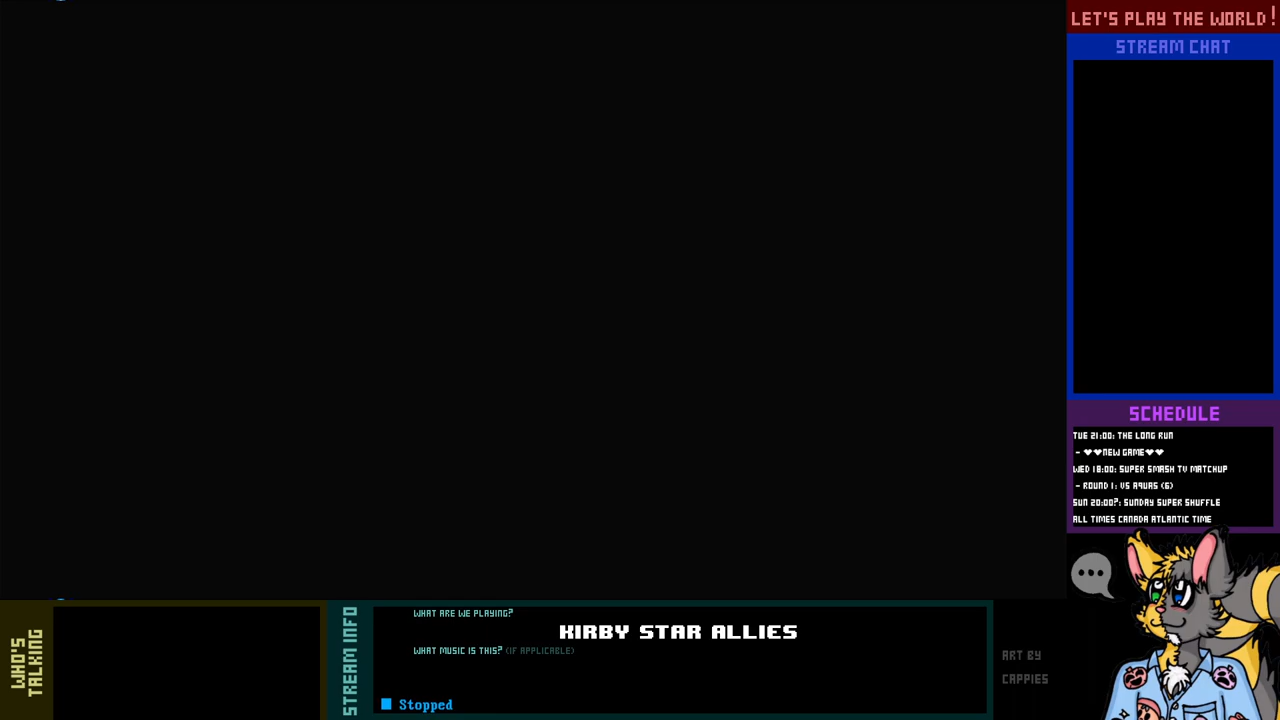 LET'S PLAY THE WORLD!
STREAM CHAT
SCHEDULE
TUE 21:00: THE LONG RUN
- ♥♥NEW GAME♥♥
WED 18:00: SUPER SMASH TV MATCHUP
- ROUND 1: VS AQUAS (6)
SUN 20:00?: SUNDAY SUPER SHUFFLE
ALL TIMES CANADA ATLANTIC TIME
WHO'S
TALKING
STREAM INFO
WHAT ARE WE PLAYING?
KIRBY STAR ALLIES
WHAT MUSIC IS THIS? (IF APPLICABLE)
Stopped
ART BY
CAPPIES